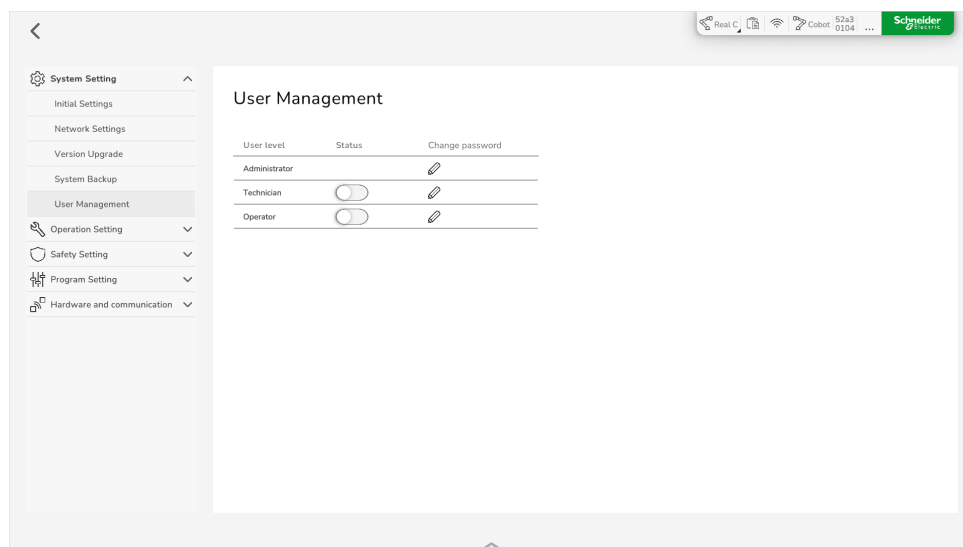 Real C
Cobot
52a3
0104
...
Schneider
Electric
System Setting
Initial Settings
Network Settings
Version Upgrade
System Backup
User Management
Operation Setting
Safety Setting
Program Setting
Hardware and communication
User Management
User level Status Change password
Administrator
Technician
Operator